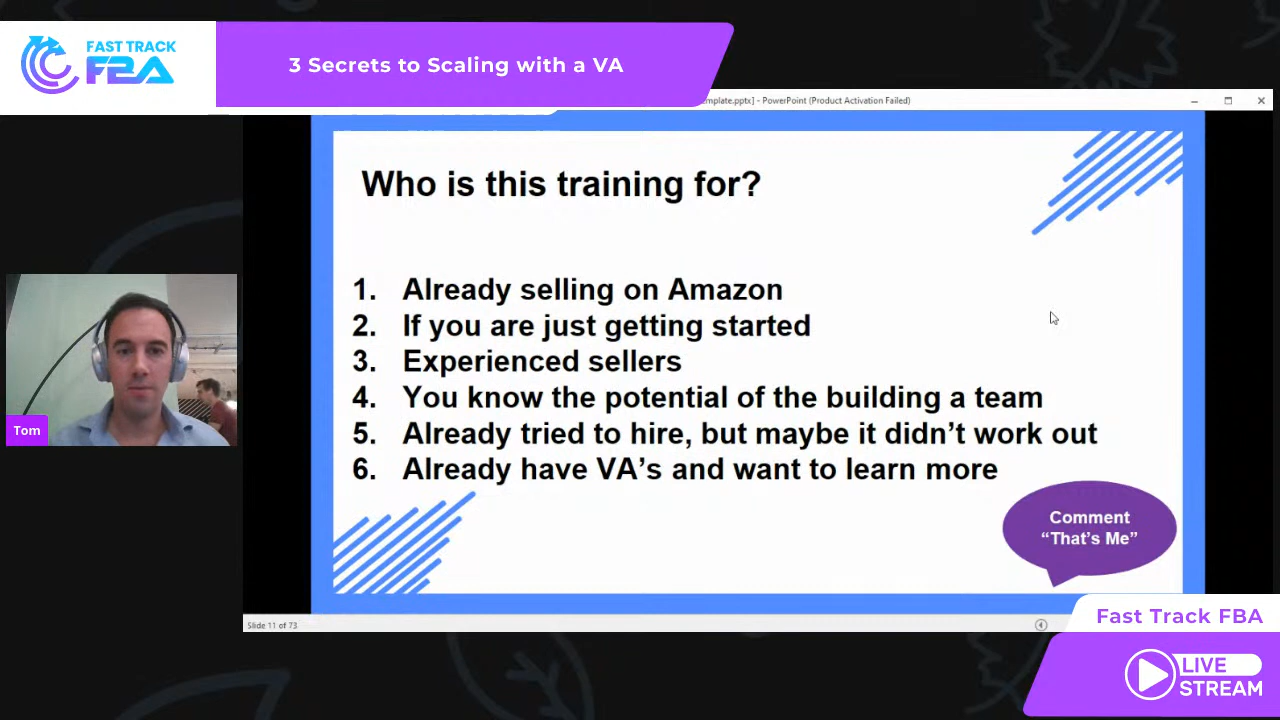 FAST TRACK
FBA
3 Secrets to Scaling with a VA
emplate.pptx] - PowerPoint (Product Activation Failed)
Who is this training for?
1. Already selling on Amazon
2. If you are just getting started
3. Experienced sellers
4. You know the potential of the building a team
5. Already tried to hire, but maybe it didn't work out
6. Already have VA's and want to learn more
Comment
“That's Me”
Tom
Slide 11 of 73
Fast Track FBA
LIVE
STREAM